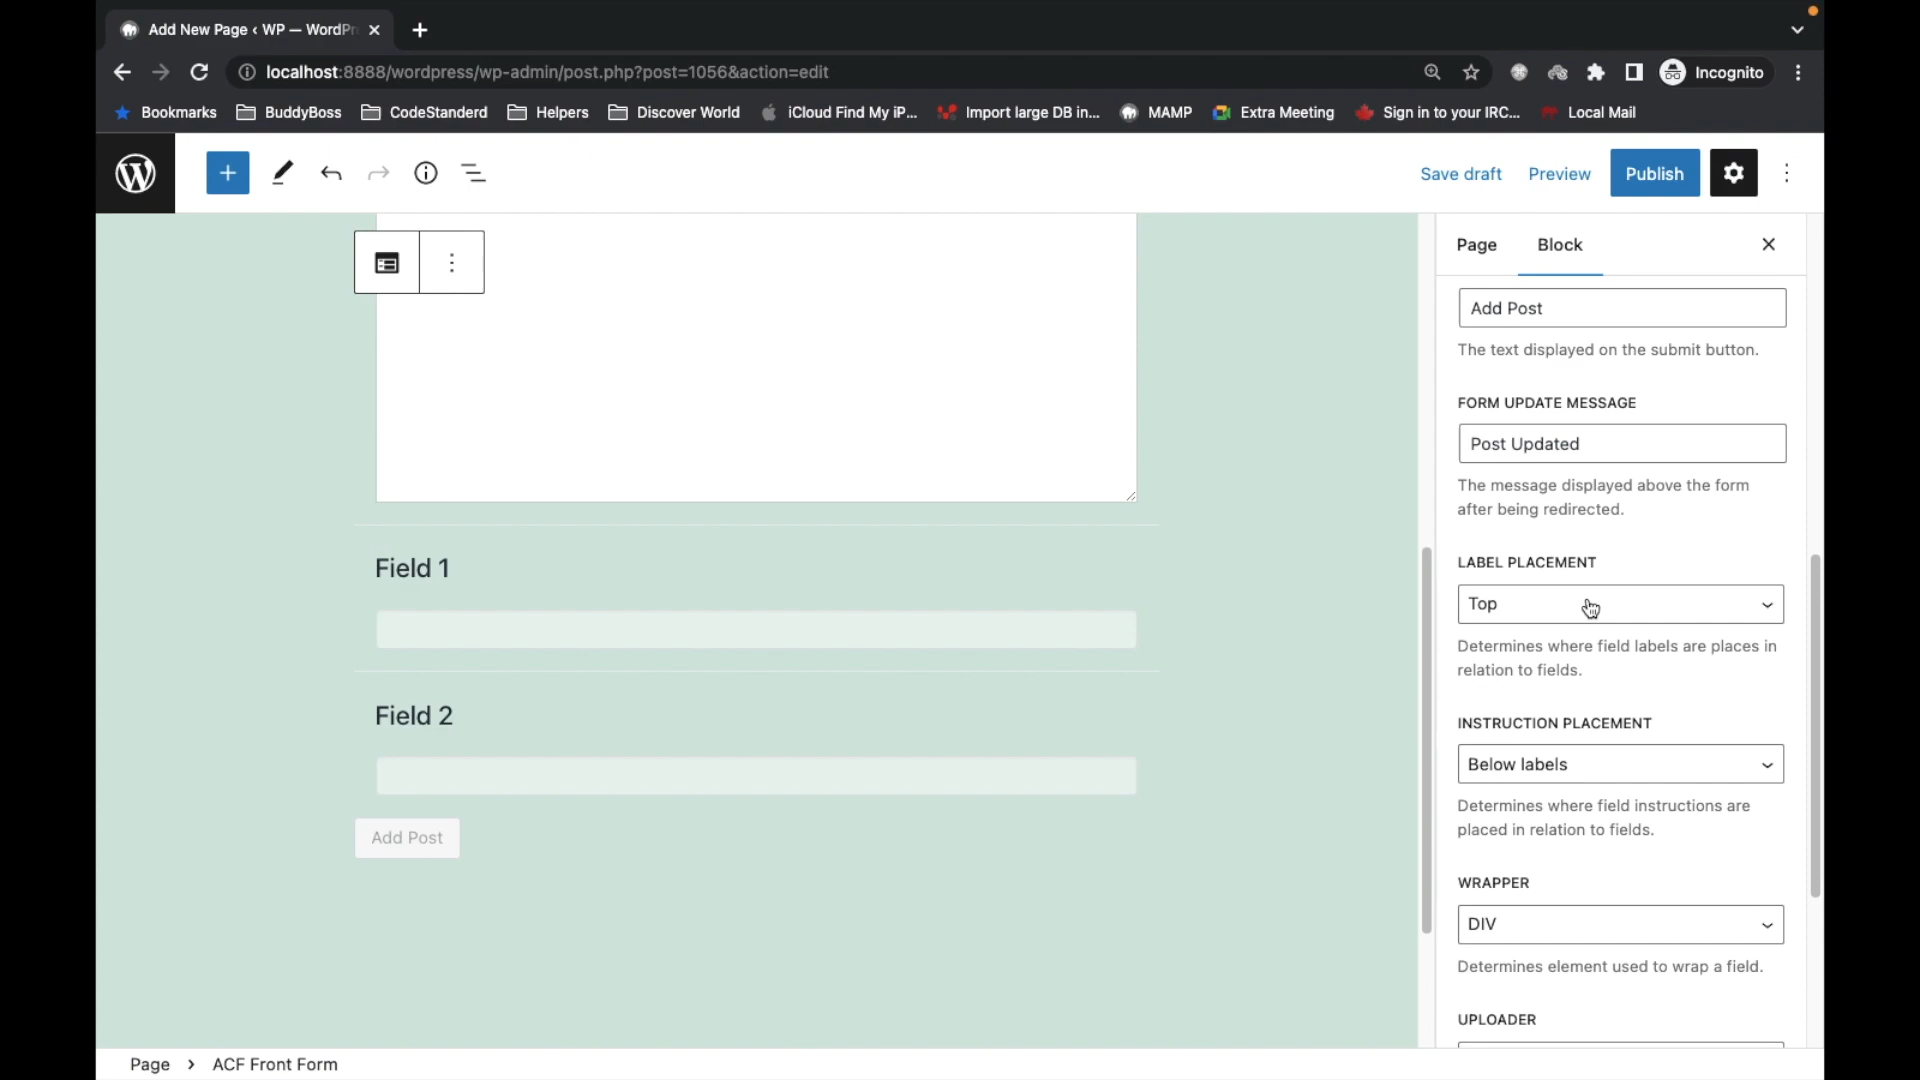 Add New Page ‹ WP — WordPr
localhost:8888/wordpress/wp-admin/post.php?post=1056&action=edit
Incognito
Bookmarks
BuddyBoss
CodeStanderd
Helpers
Discover World
iCloud Find My iP...
Import large DB in...
MAMP
Extra Meeting
Sign in to your IRC...
Local Mail
Save draft
Preview
Publish
Page
Block
Add Post
The text displayed on the submit button.
FORM UPDATE MESSAGE
Post Updated
The message displayed above the form
after being redirected.
LABEL PLACEMENT
Top
Determines where field labels are places in
relation to fields.
INSTRUCTION PLACEMENT
Below labels
Determines where field instructions are
placed in relation to fields.
WRAPPER
DIV
Determines element used to wrap a field.
UPLOADER
Field 1
Field 2
Add Post
Page › ACF Front Form